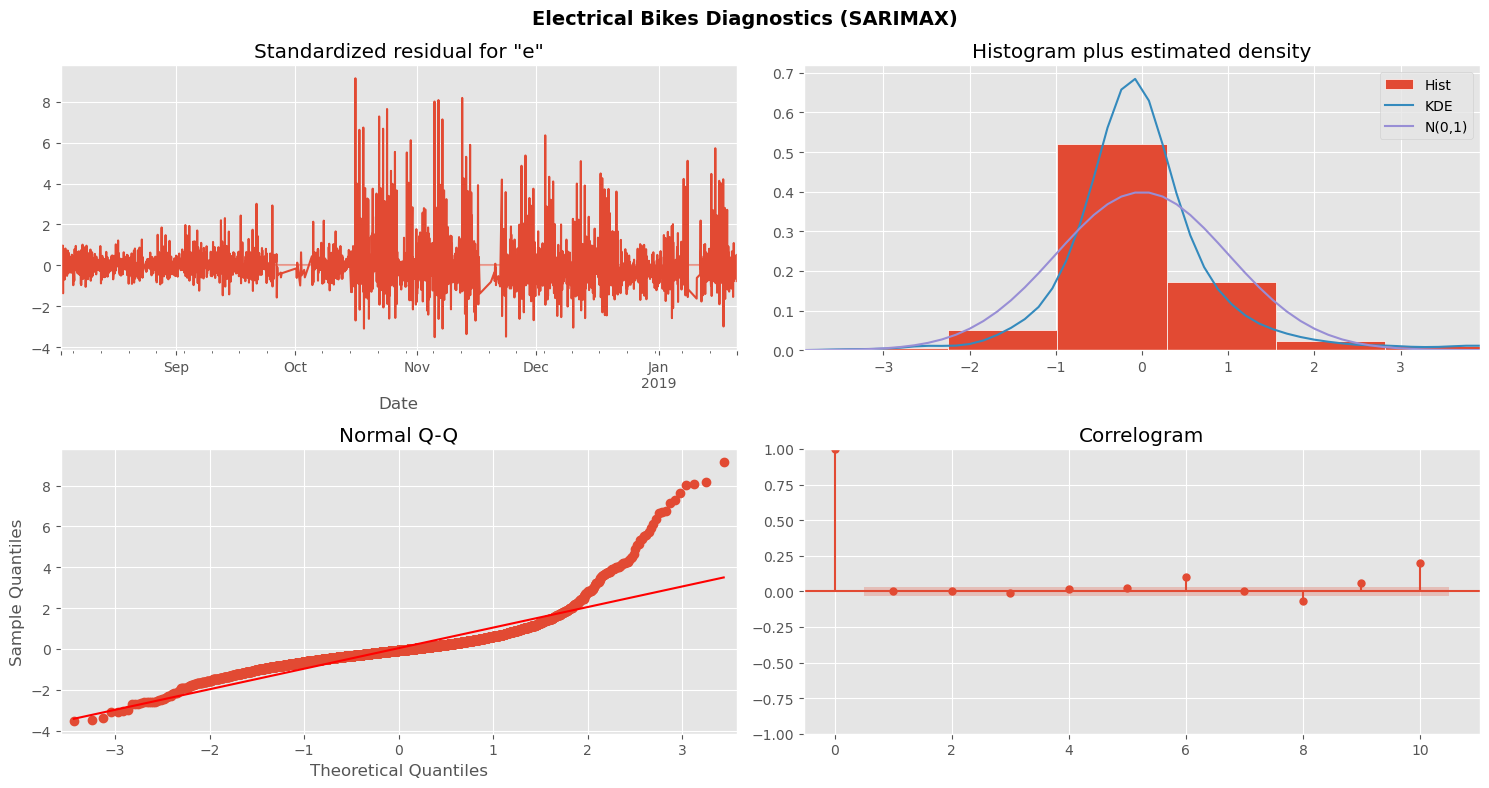 Electrical Bikes Diagnostics (SARIMAX)
Standardized residual for "e"
8
6
4
2
0
−2
−4
Sep Oct Nov Dec Jan
2019
Date
Histogram plus estimated density
0.7
0.6
0.5
0.4
0.3
0.2
0.1
0.0
−3 −2 −1 0 1 2 3
Hist
KDE
N(0,1)
Normal Q-Q
Sample Quantiles
8
6
4
2
0
−2
−4
−3 −2 −1 0 1 2 3
Theoretical Quantiles
Correlogram
1.00
0.75
0.50
0.25
0.00
−0.25
−0.50
−0.75
−1.00
0 2 4 6 8 10